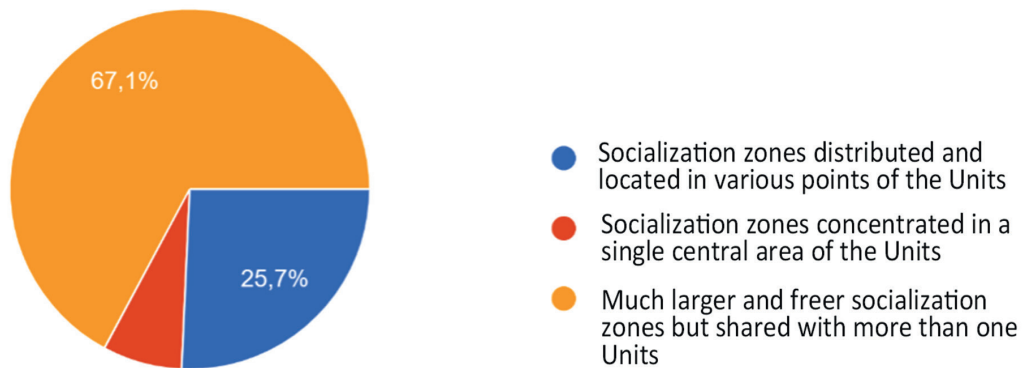 67,1%
25,7%
Socialization zones distributed and
located in various points of the Units
Socialization zones concentrated in a
single central area of the Units
Much larger and freer socialization
zones but shared with more than one
Units